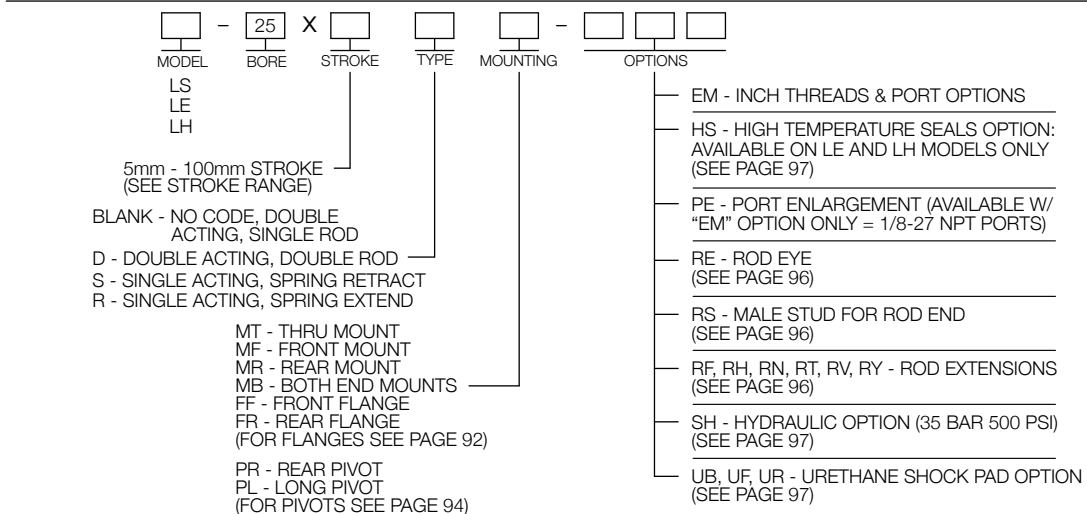 – 25 X –
MODEL BORE STROKE TYPE MOUNTING OPTIONS
LS
LE
LH
5mm - 100mm STROKE
(SEE STROKE RANGE)
BLANK - NO CODE, DOUBLE
ACTING, SINGLE ROD
D - DOUBLE ACTING, DOUBLE ROD
S - SINGLE ACTING, SPRING RETRACT
R - SINGLE ACTING, SPRING EXTEND
MT - THRU MOUNT
MF - FRONT MOUNT
MR - REAR MOUNT
MB - BOTH END MOUNTS
FF - FRONT FLANGE
FR - REAR FLANGE
(FOR FLANGES SEE PAGE 92)
PR - REAR PIVOT
PL - LONG PIVOT
(FOR PIVOTS SEE PAGE 94)
EM - INCH THREADS & PORT OPTIONS
HS - HIGH TEMPERATURE SEALS OPTION:
AVAILABLE ON LE AND LH MODELS ONLY
(SEE PAGE 97)
PE - PORT ENLARGEMENT (AVAILABLE W/
“EM” OPTION ONLY = 1/8-27 NPT PORTS)
RE - ROD EYE
(SEE PAGE 96)
RS - MALE STUD FOR ROD END
(SEE PAGE 96)
RF, RH, RN, RT, RV, RY - ROD EXTENSIONS
(SEE PAGE 96)
SH - HYDRAULIC OPTION (35 BAR 500 PSI)
(SEE PAGE 97)
UB, UF, UR - URETHANE SHOCK PAD OPTION
(SEE PAGE 97)